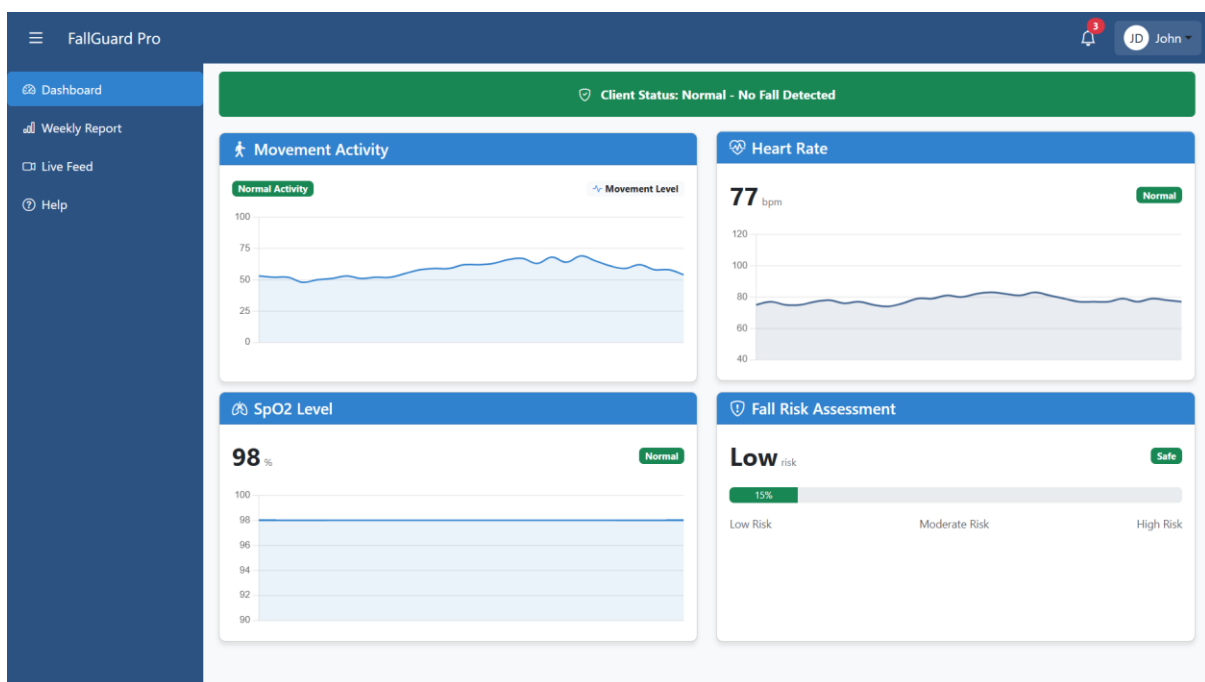 FallGuard Pro
3
JD John
Dashboard
Weekly Report
Live Feed
Help
Client Status: Normal - No Fall Detected
Movement Activity
Normal Activity
Movement Level
100
75
50
25
0
Heart Rate
77 bpm
Normal
120
100
80
60
40
SpO2 Level
98 %
Normal
100
98
96
94
92
90
Fall Risk Assessment
Low risk
Safe
15%
Low Risk Moderate Risk High Risk